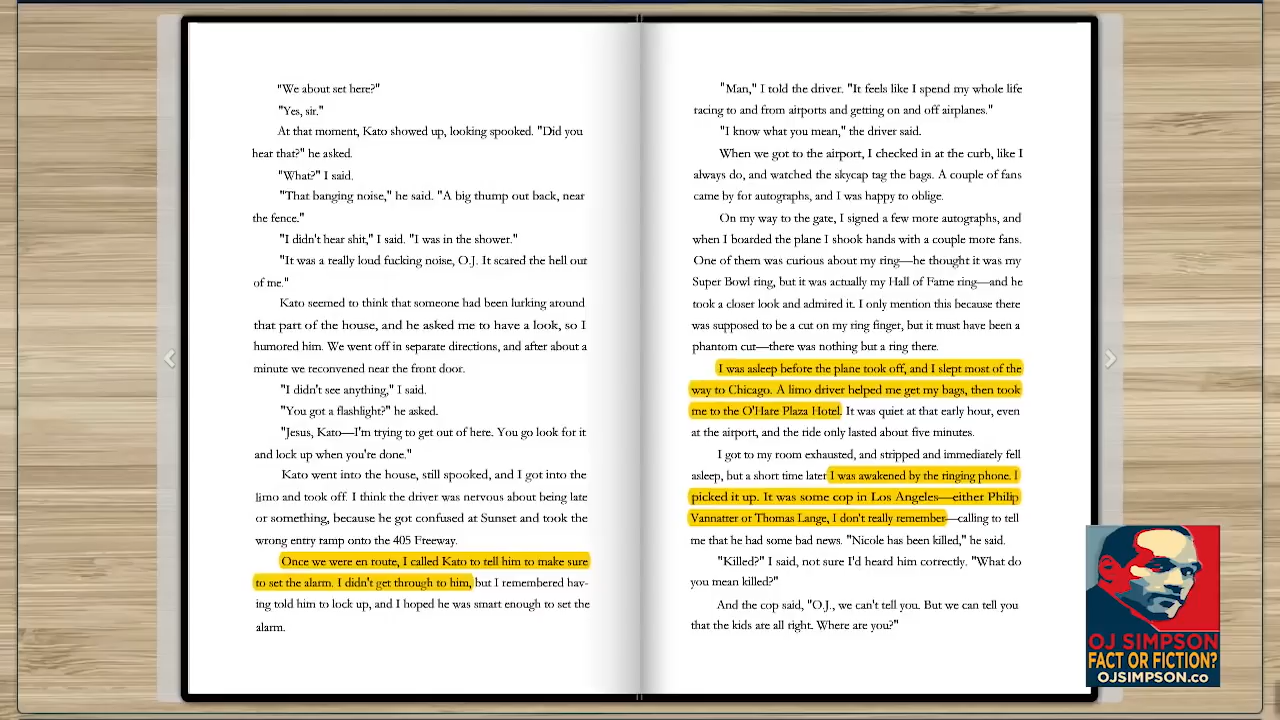 "We about set here?"
"Yes, sir."
At that moment, Kato showed up, looking spooked. "Did you
hear that?" he asked.
"What?" I said.
"That banging noise," he said. "A big thump out back, near
the fence."
"I didn't hear shit," I said. "I was in the shower."
"It was a really loud fucking noise, O.J. It scared the hell out
of me."
Kato seemed to think that someone had been lurking around
that part of the house, and he asked me to have a look, so I
humored him. We went off in separate directions, and after about a
minute we reconvened near the front door.
"I didn't see anything," I said.
"You got a flashlight?" he asked.
"Jesus, Kato—I'm trying to get out of here. You go look for it
and lock up when you're done."
Kato went into the house, still spooked, and I got into the
limo and took off. I think the driver was nervous about being late
or something, because he got confused at Sunset and took the
wrong entry ramp onto the 405 Freeway.
Once we were en route, I called Kato to tell him to make sure
to set the alarm. I didn't get through to him, but I remembered hav-
ing told him to lock up, and I hoped he was smart enough to set the
alarm.
"Man," I told the driver. "It feels like I spend my whole life
racing to and from airports and getting on and off airplanes."
"I know what you mean," the driver said.
When we got to the airport, I checked in at the curb, like I
always do, and watched the skycap tag the bags. A couple of fans
came by for autographs, and I was happy to oblige.
On my way to the gate, I signed a few more autographs, and
when I boarded the plane I shook hands with a couple more fans.
One of them was curious about my ring—he thought it was my
Super Bowl ring, but it was actually my Hall of Fame ring—and he
took a closer look and admired it. I only mention this because there
was supposed to be a cut on my ring finger, but it must have been a
phantom cut—there was nothing but a ring there.
I was asleep before the plane took off, and I slept most of the
way to Chicago. A limo driver helped me get my bags, then took
me to the O'Hare Plaza Hotel. It was quiet at that early hour, even
at the airport, and the ride only lasted about five minutes.
I got to my room exhausted, and stripped and immediately fell
asleep, but a short time later I was awakened by the ringing phone. I
picked it up. It was some cop in Los Angeles—either Philip
Vannatter or Thomas Lange, I don't really remember—calling to tell
me that he had some bad news. "Nicole has been killed," he said.
"Killed?" I said, not sure I'd heard him correctly. "What do
you mean killed?"
And the cop said, "O.J., we can't tell you. But we can tell you
that the kids are all right. Where are you?"
OJ SIMPSON
FACT OR FICTION?
OJSIMPSON.co